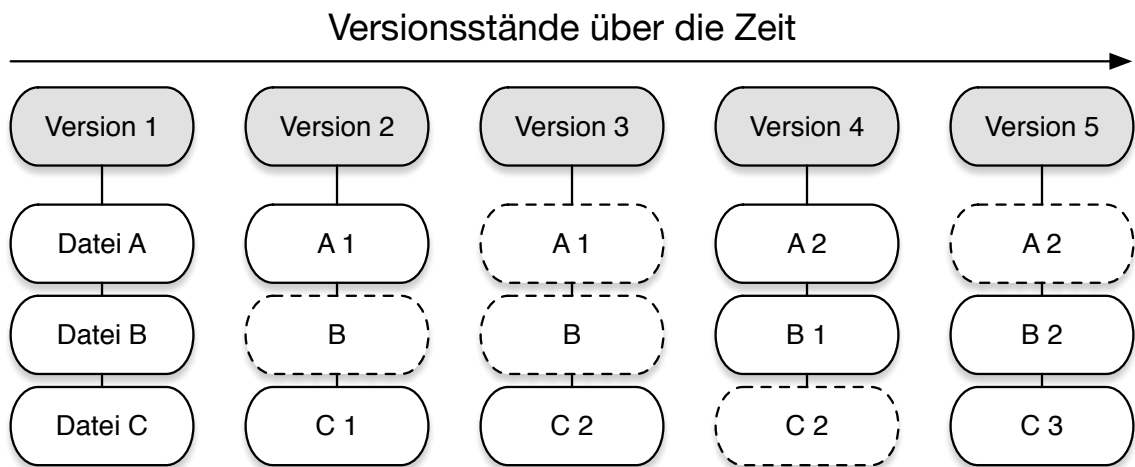 Versionsstände über die Zeit
Version 1 Version 2 Version 3 Version 4 Version 5
Datei A A 1 A 1 A 2 A 2
Datei B B B B 1 B 2
Datei C C 1 C 2 C 2 C 3